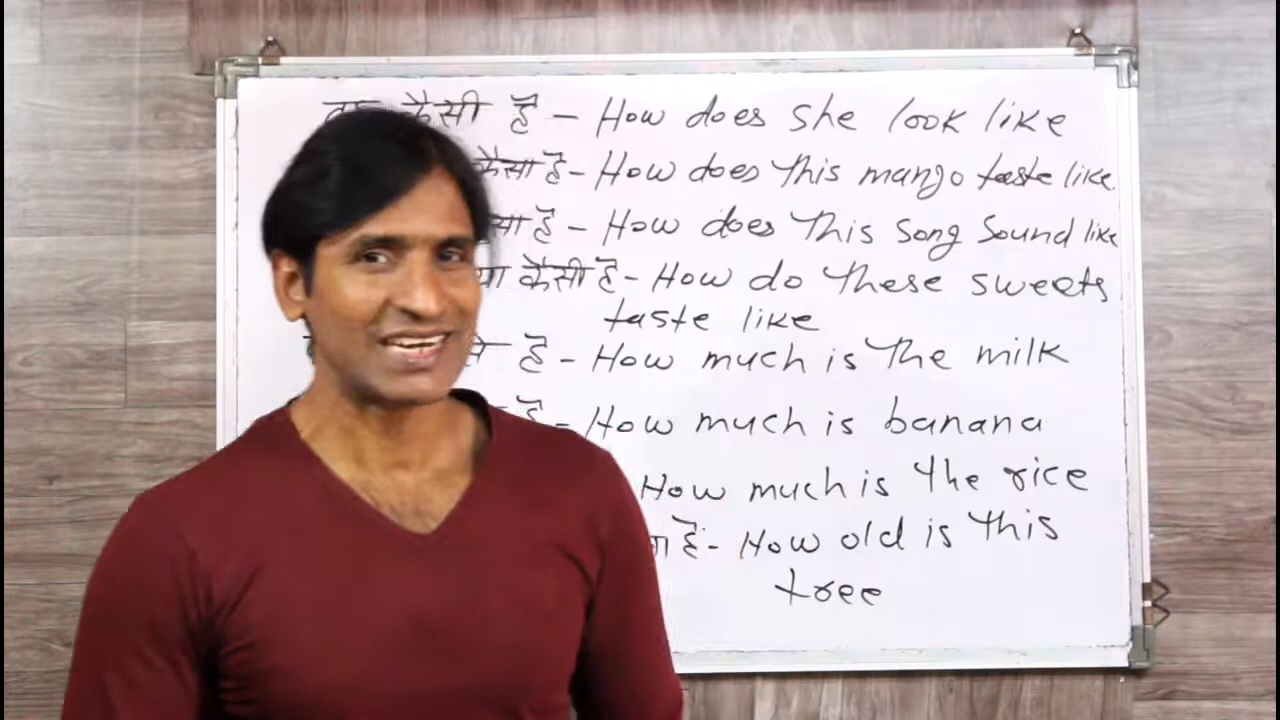 कैसी है - How does she look like
कैसा है - How does this mango taste like.
है - How does this song sound like
कैसी है - How do these sweets
taste like
है - How much is the milk
है - How much is banana
How much is the rice
है - How old is this
tree